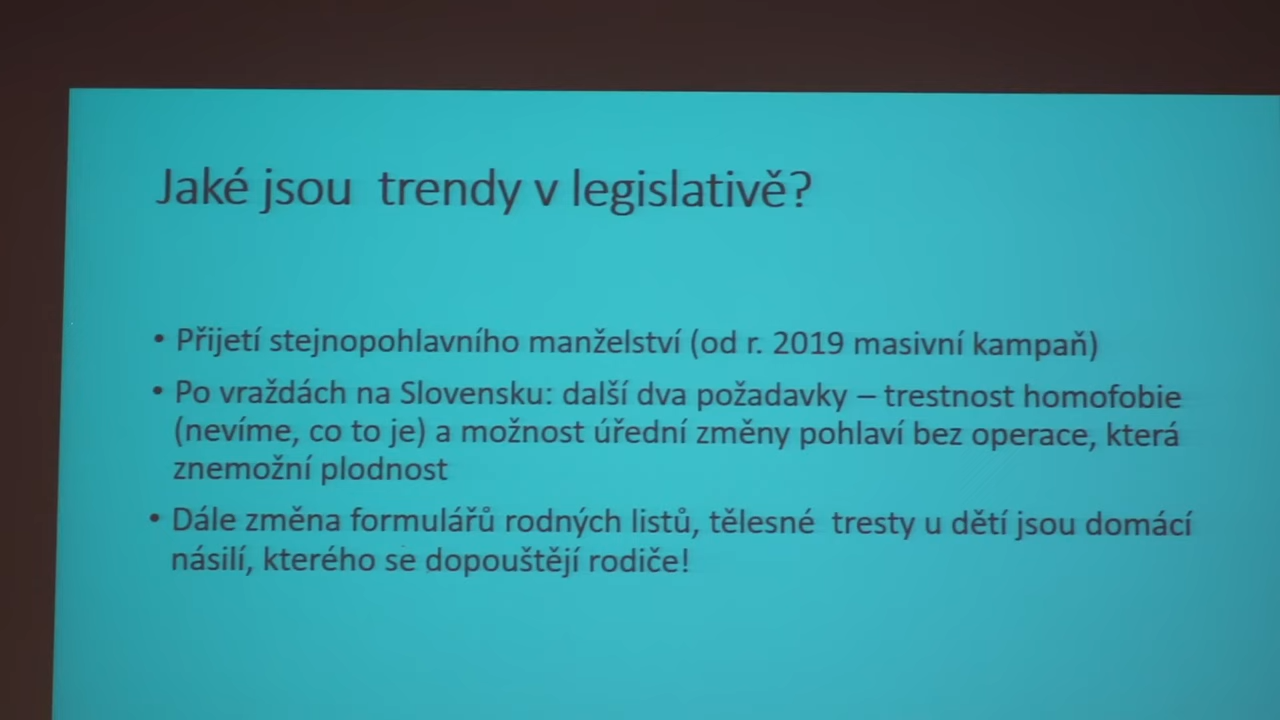 Jaké jsou  trendy v legislativě?
• Přijetí stejnopohlavního manželství (od r. 2019 masivní kampaň)
• Po vraždách na Slovensku: další dva požadavky – trestnost homofobie
(nevíme, co to je) a možnost úřední změny pohlaví bez operace, která
znemožní plodnost
• Dále změna formulářů rodných listů, tělesné  tresty u dětí jsou domácí
násilí, kterého se dopouštějí rodiče!